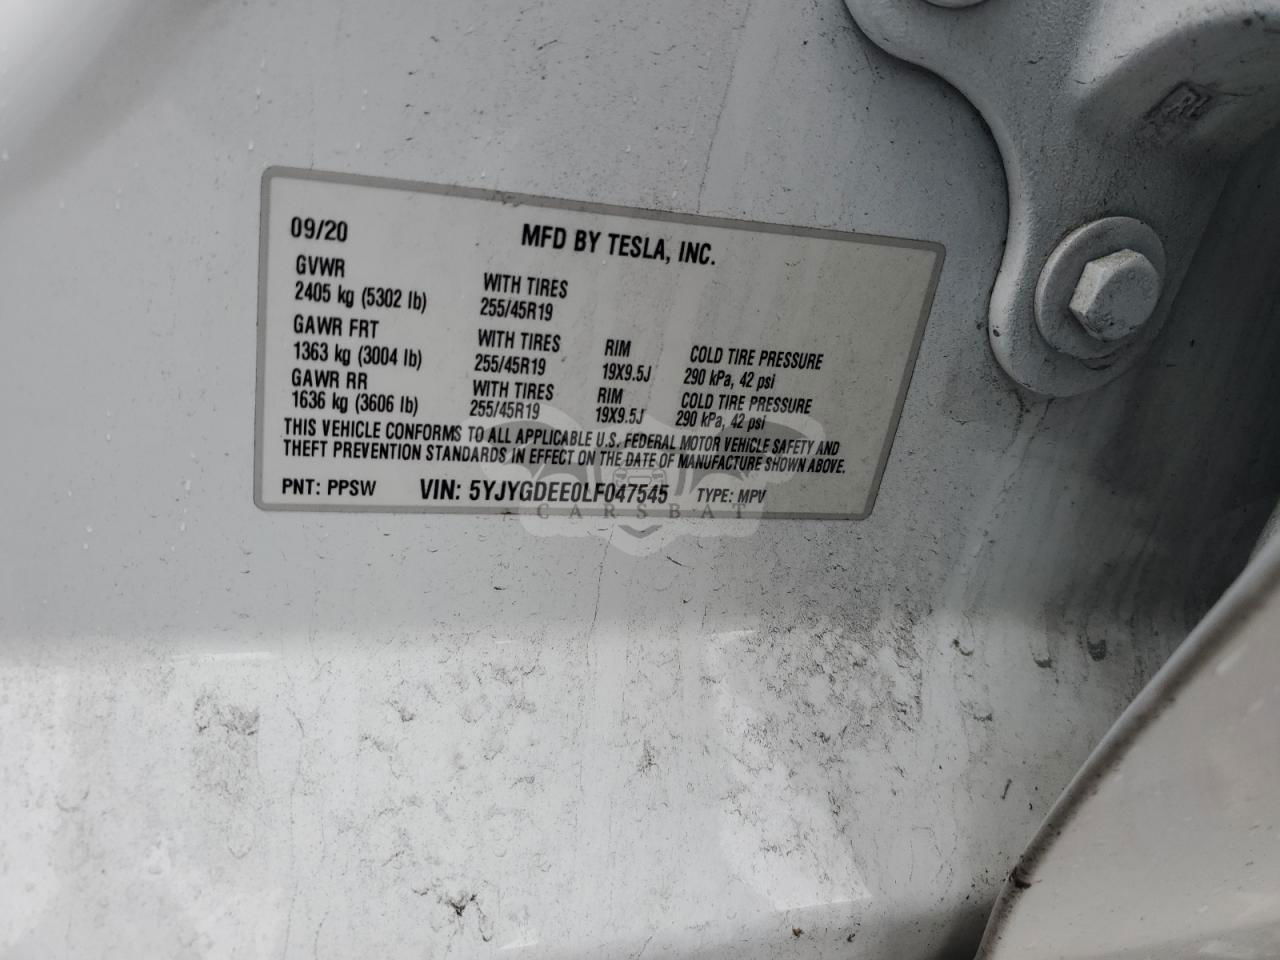 09/20 MFD BY TESLA, INC.
GVWR WITH TIRES
2405 kg (5302 lb) 255/45R19
GAWR FRT WITH TIRES RIM COLD TIRE PRESSURE
1363 kg (3004 lb) 255/45R19 19X9.5J 290 kPa, 42 psi
GAWR RR WITH TIRES RIM COLD TIRE PRESSURE
1636 kg (3606 lb) 255/45R19 19X9.5J 290 kPa, 42 psi
THIS VEHICLE CONFORMS TO ALL APPLICABLE U.S. FEDERAL MOTOR VEHICLE SAFETY AND
THEFT PREVENTION STANDARDS IN EFFECT ON THE DATE OF MANUFACTURE SHOWN ABOVE.
PNT: PPSW VIN: 5YJYGDEE0LF047545 TYPE: MPV
CARSBAT